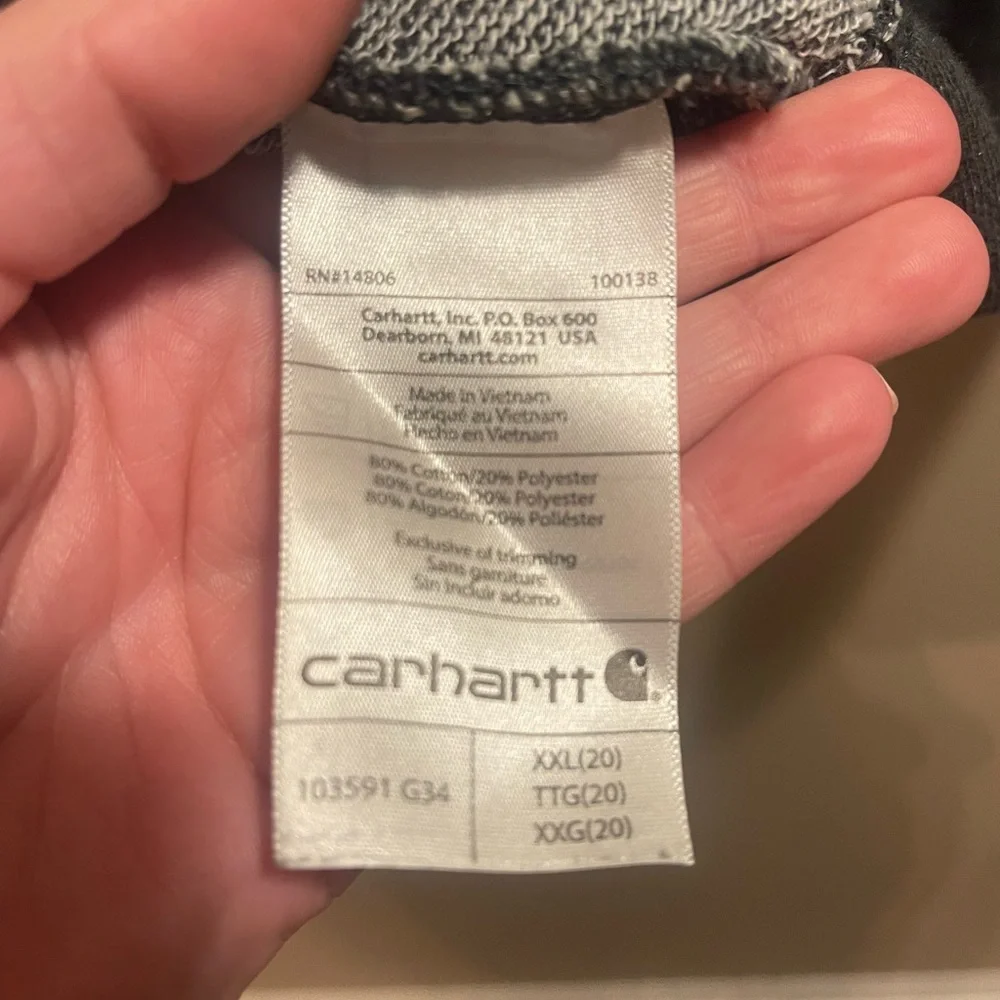 RN#14806 100138
Carhartt, Inc. P.O. Box 600
Dearborn, MI 48121 USA
carhartt.com
Made in Vietnam
Fabriqué au Vietnam
Hecho en Vietnam
80% Cotton/20% Polyester
80% Coton/20% Polyester
80% Algodón/20% Poliéster
Exclusive of trimming
Sans garniture
Sin incluir adorno
carhartt
103591 G34
XXL(20)
TTG(20)
XXG(20)